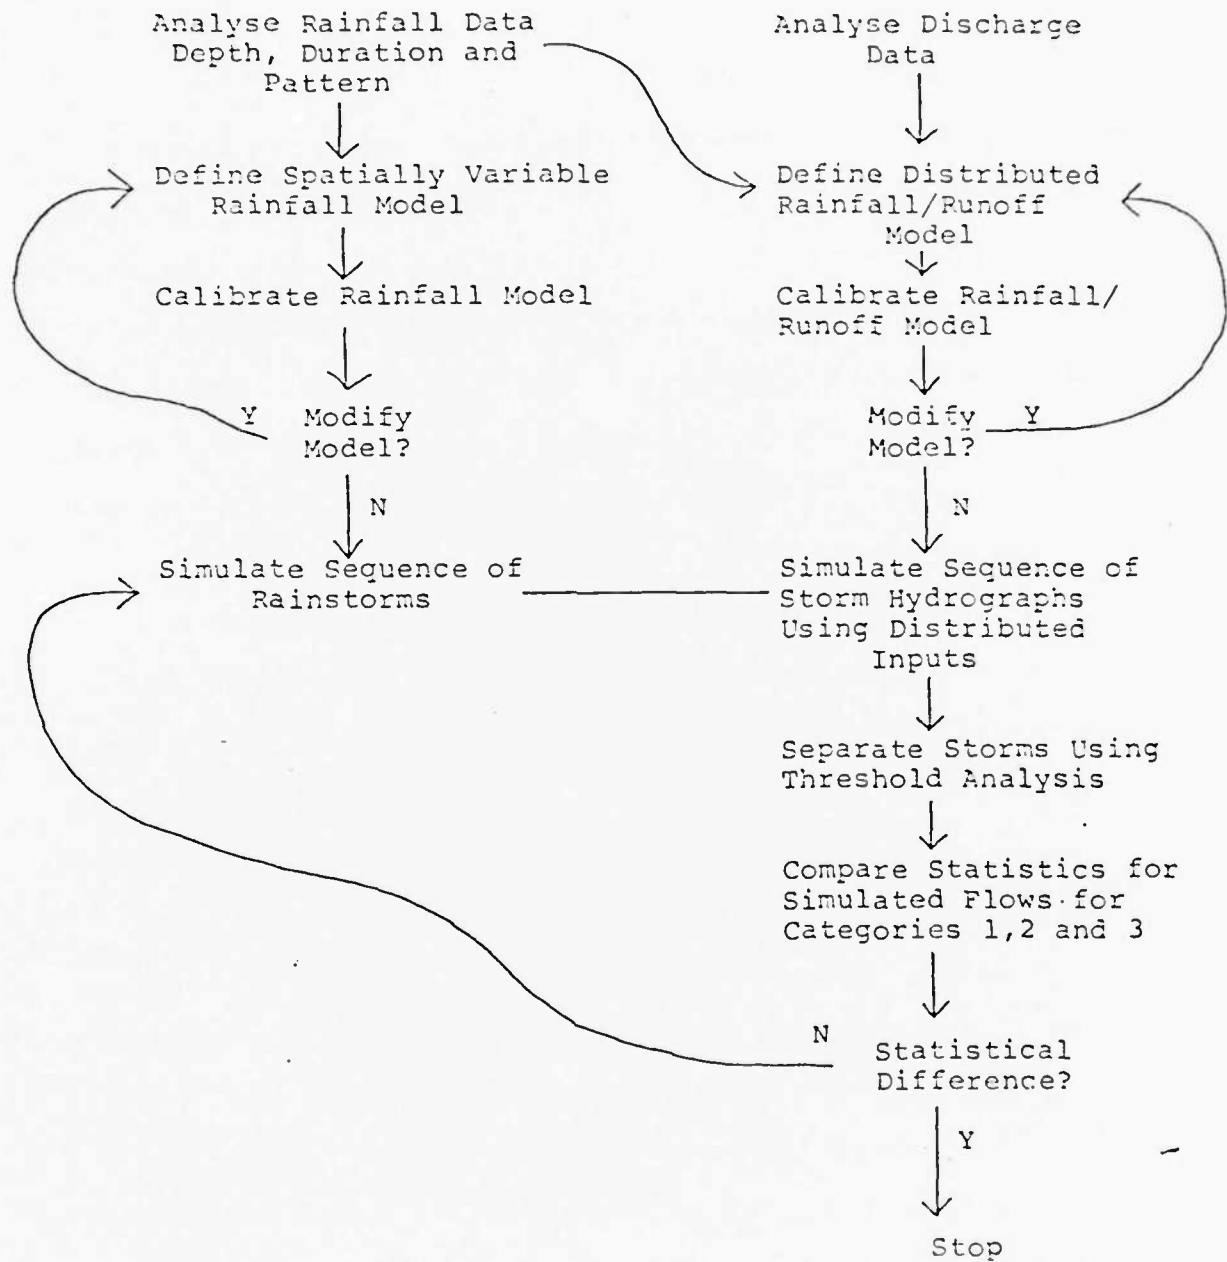 Analyse Rainfall Data
Depth, Duration and
Pattern
Analyse Discharge
Data
Define Spatially Variable
Rainfall Model
Define Distributed
Rainfall/Runoff
Model
Calibrate Rainfall Model
Calibrate Rainfall/
Runoff Model
Y
Modify
Model?
Modify
Model?
Y
N
N
Simulate Sequence of
Rainstorms
Simulate Sequence of
Storm Hydrographs
Using Distributed
Inputs
Separate Storms Using
Threshold Analysis
Compare Statistics for
Simulated Flows for
Categories 1,2 and 3
N
Statistical
Difference?
Y
Stop